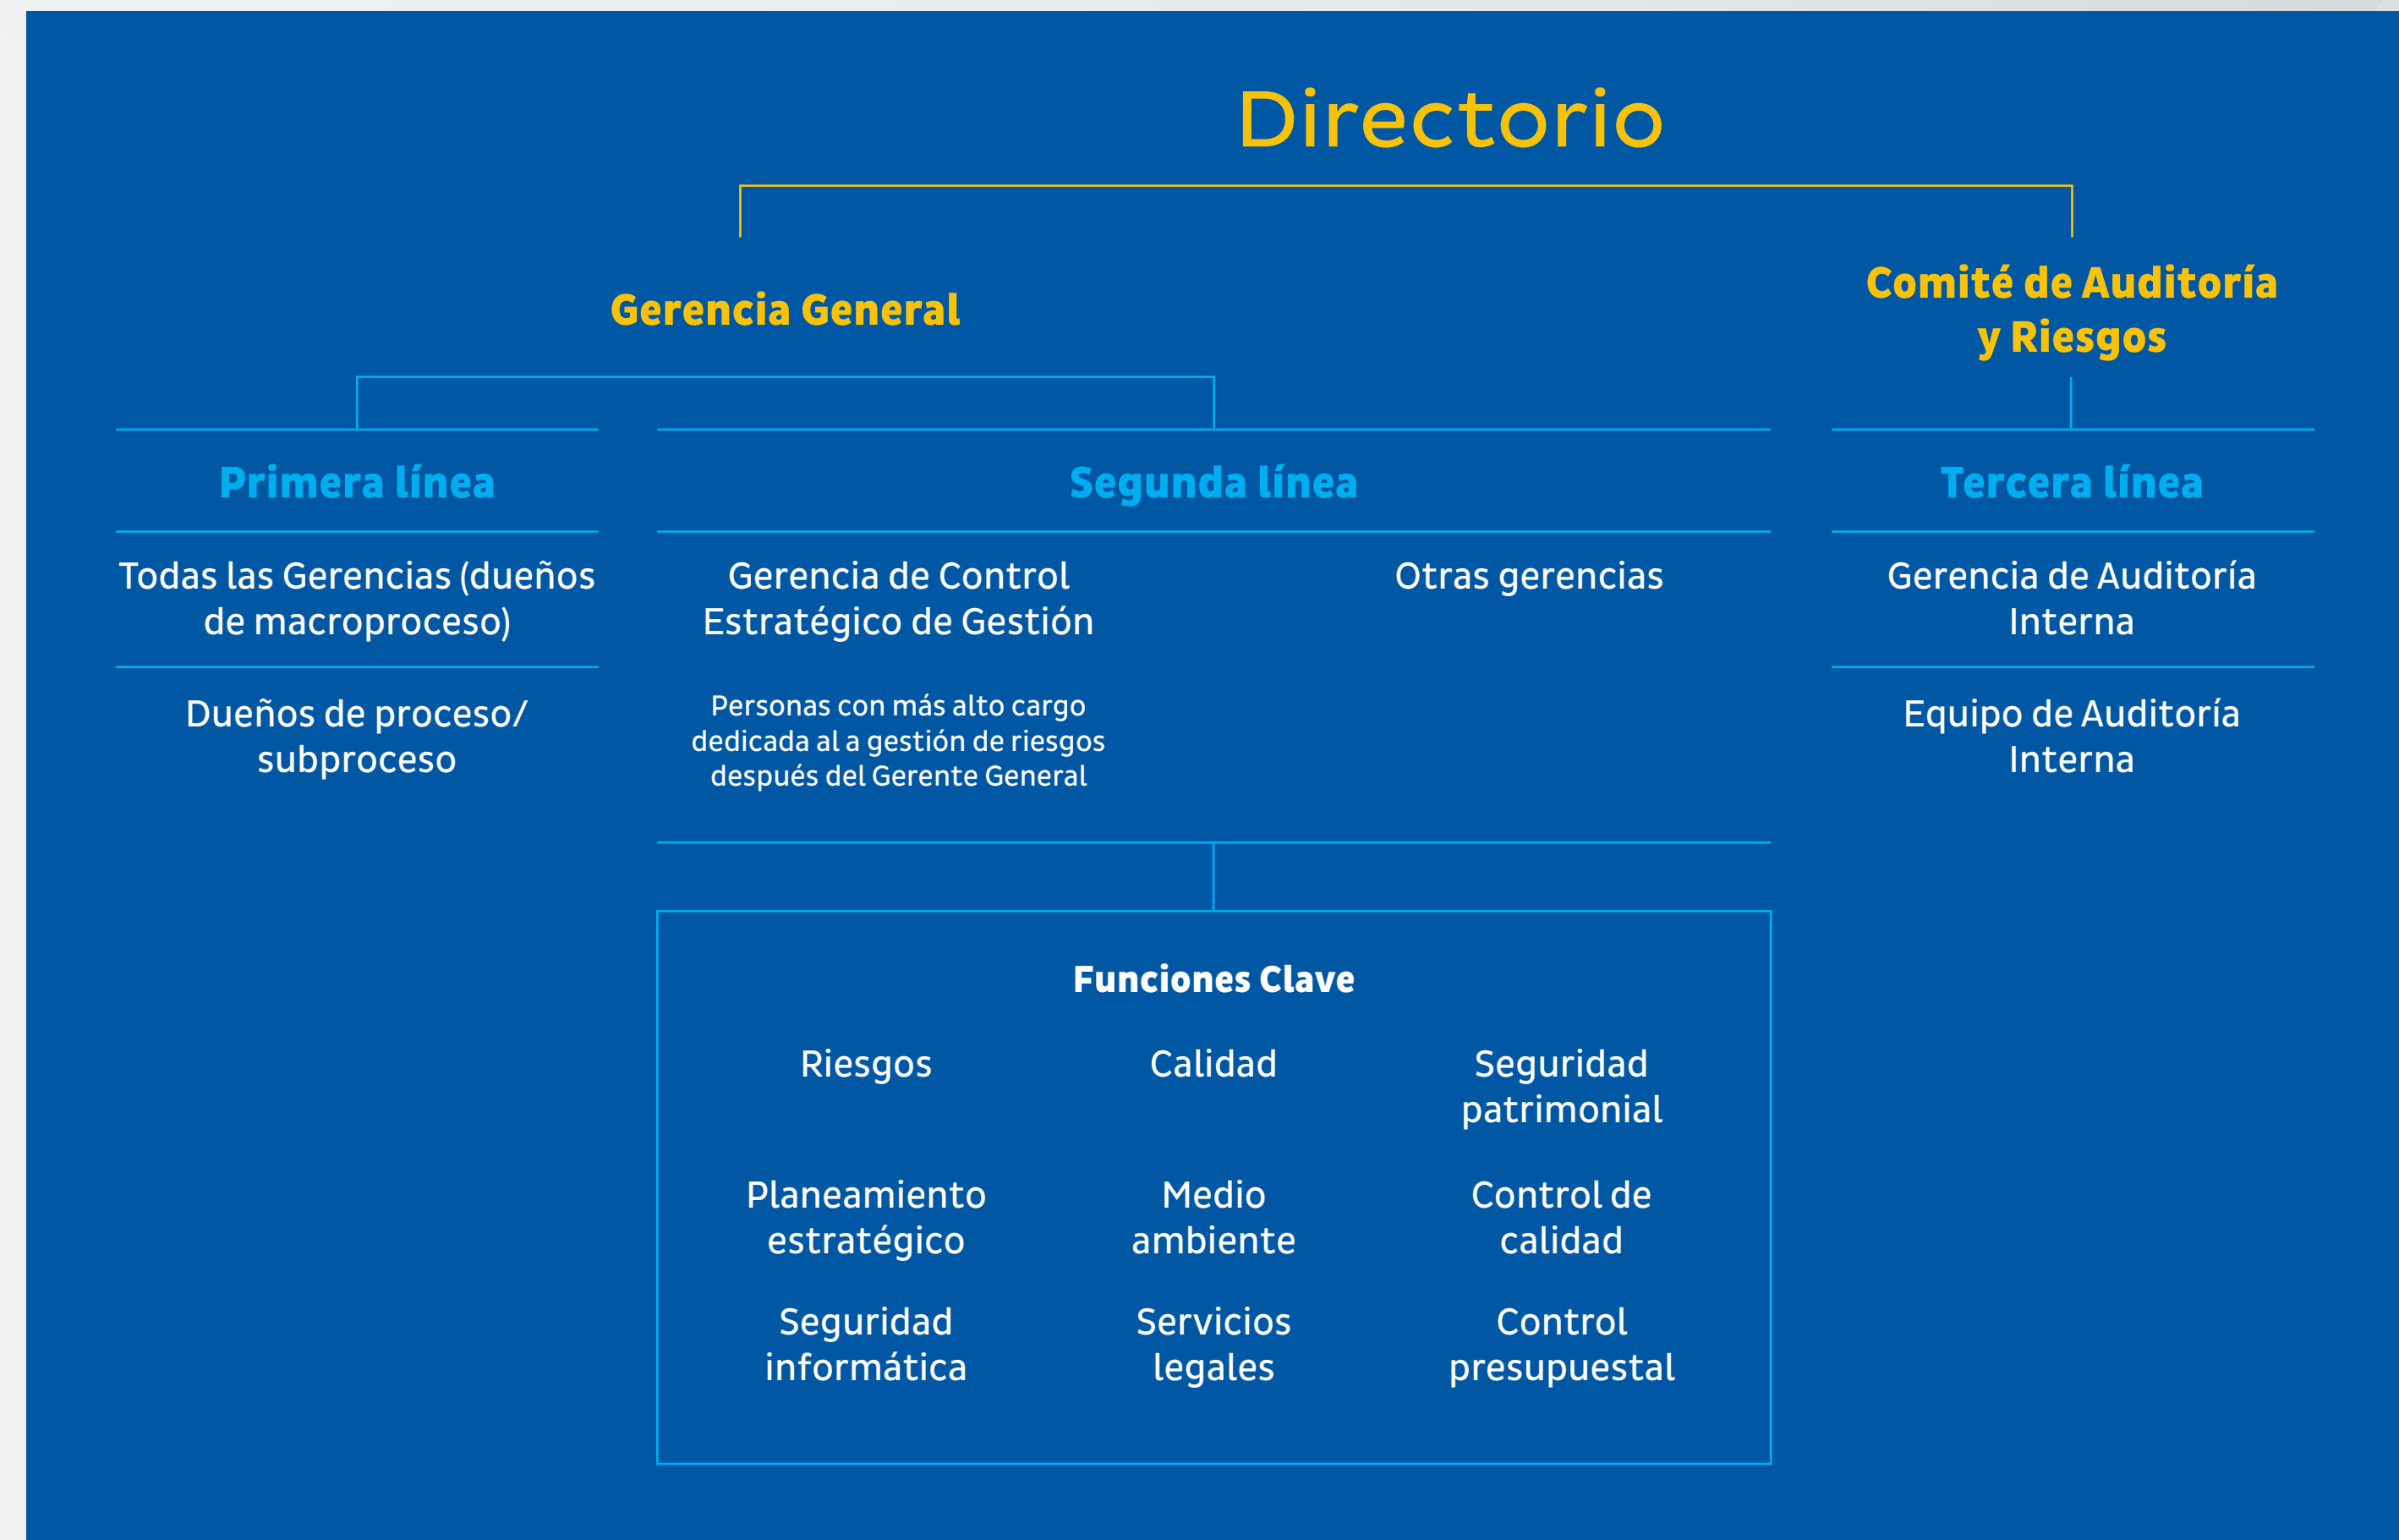 Directorio
Gerencia General
Comité de Auditoría
y Riesgos
Primera línea
Todas las Gerencias (dueños
de macroproceso)
Dueños de proceso/
subproceso
Segunda línea
Gerencia de Control
Estratégico de Gestión
Personas con más alto cargo
dedicada al a gestión de riesgos
después del Gerente General
Otras gerencias
Tercera línea
Gerencia de Auditoría
Interna
Equipo de Auditoría
Interna
Funciones Clave
Riesgos
Calidad
Seguridad
patrimonial
Planeamiento
estratégico
Medio
ambiente
Control de
calidad
Seguridad
informática
Servicios
legales
Control
presupuestal